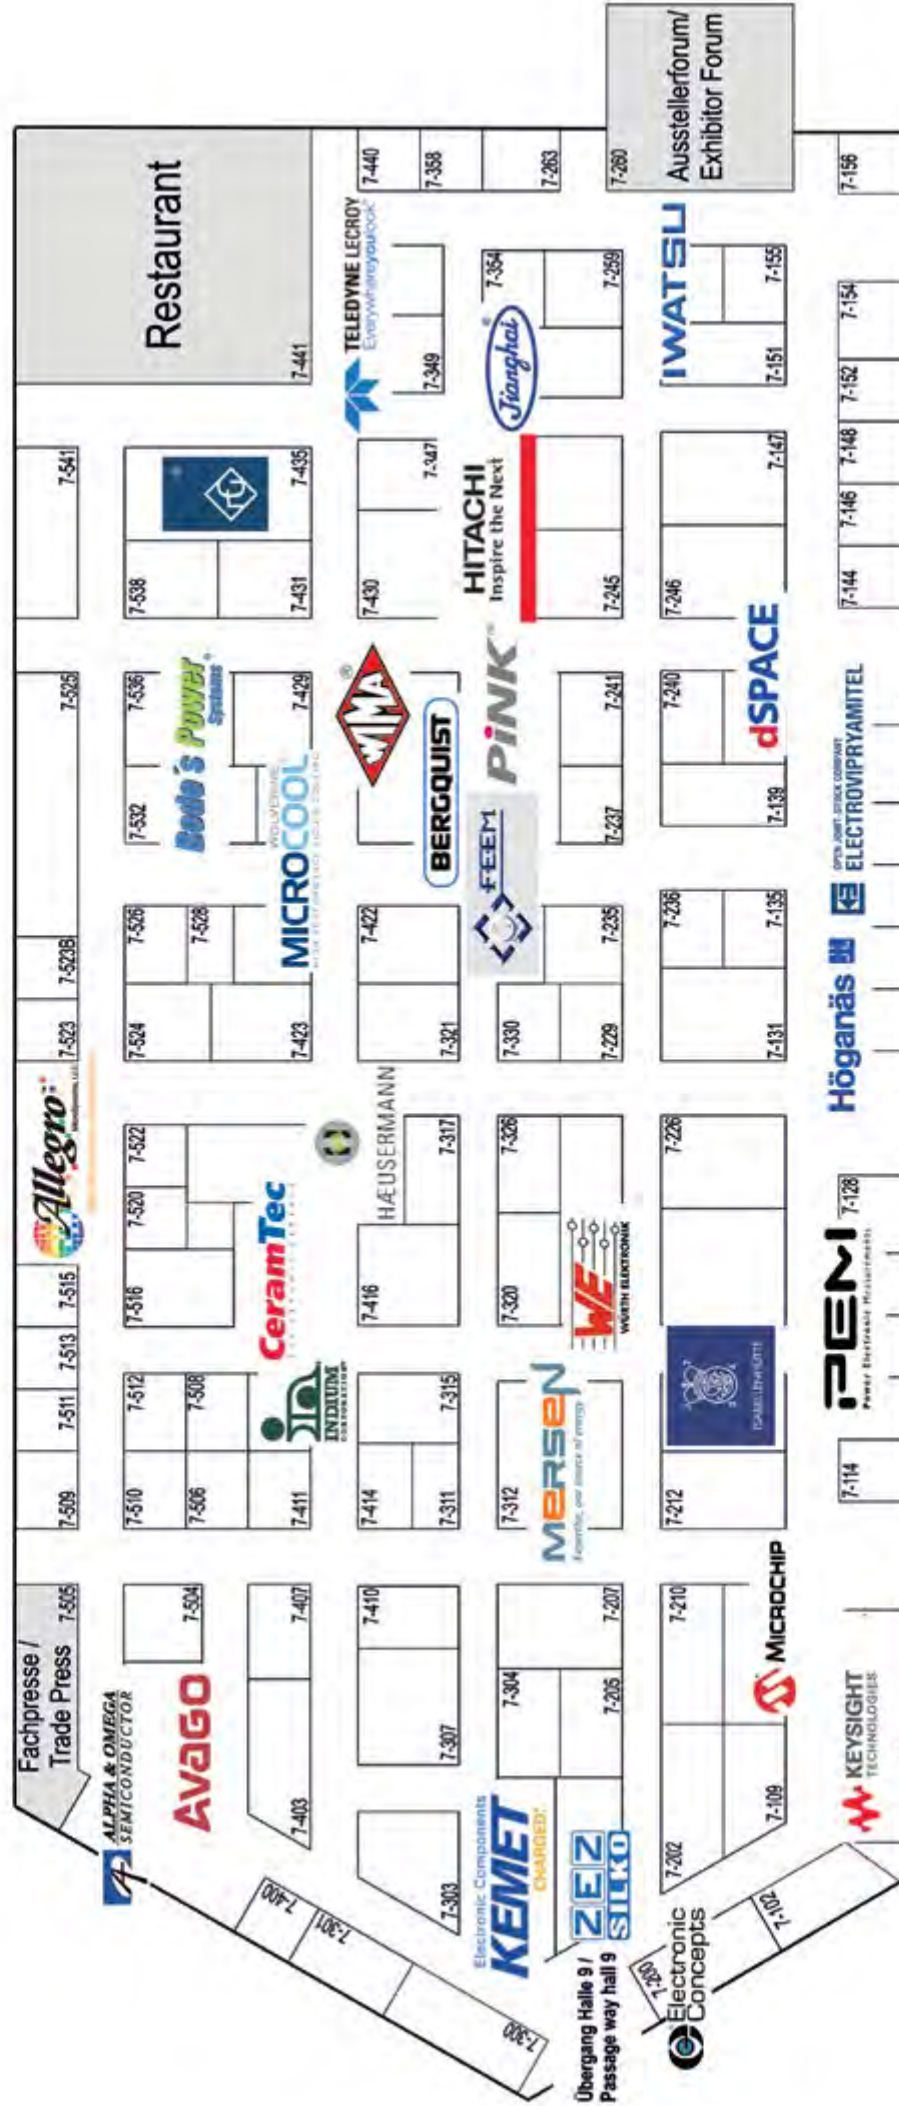 Fachpresse /
Trade Press
7-505
7-509
7-511
7-513
7-515
Allegro
7-523
7-523B
7-525
7-541
ALPHA & OMEGA
SEMICONDUCTOR
7-510
7-512
7-516
7-520
7-522
7-524
7-526
7-532
7-536
7-538
Restaurant
AVAGO
7-504
7-506
7-508
7-528
Bode's Power
Systems
7-403
7-407
7-411
INDIUM
CORPORATION
CeramTec
7-423
WOLVERINE
MICROCOOL
7-429
7-431
7-435
7-441
7-400
7-301
7-410
7-414
7-416
HÆUSERMANN
7-422
WIMA
®
7-430
TELEDYNE LECROY
Everywhereyoulook
7-440
7-303
7-307
7-311
7-315
7-317
7-321
BERGQUIST
7-347
7-349
7-358
7-300
Electronic Components
KEMET
CHARGED.
7-304
7-312
MERSEN
7-320
7-326
7-330
FEEM
PINK
HITACHI
Inspire the Next
Jianghai
7-354
7-263
Übergang Halle 9 /
Passage way hall 9
ZEZ
SILKO
7-205
7-207
WE
WÜRTH ELEKTRONIK
7-229
7-235
7-237
7-241
7-245
7-259
7-260
7-200
7-202
7-210
7-212
ISABELLENHÜTTE
7-226
7-236
7-240
7-246
IWATSU
Ausstellerforum/
Exhibitor Forum
Electronic
Concepts
7-102
7-109
MICROCHIP
7-131
7-135
7-139
dSPACE
7-147
7-151
7-155
KEYSIGHT
TECHNOLOGIES
7-114
PEM
Power Electronic Measurements
7-128
Höganäs
OPEN JOINT-STOCK COMPANY
ELECTROVIPRYAMITEL
7-144
7-146
7-148
7-152
7-154
7-156